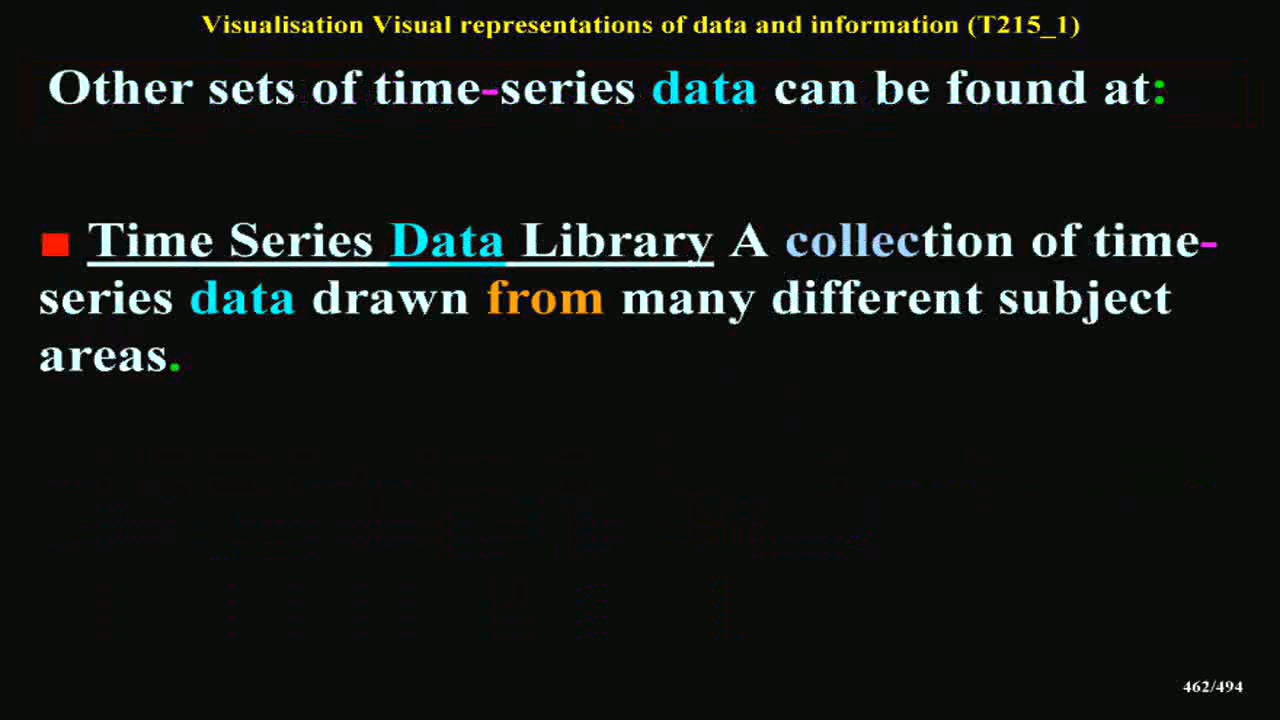 Visualisation Visual representations of data and information (T215_1)
Other sets of time-series data can be found at:
■ Time Series Data Library A collection of time-
series data drawn from many different subject
areas.
462/494